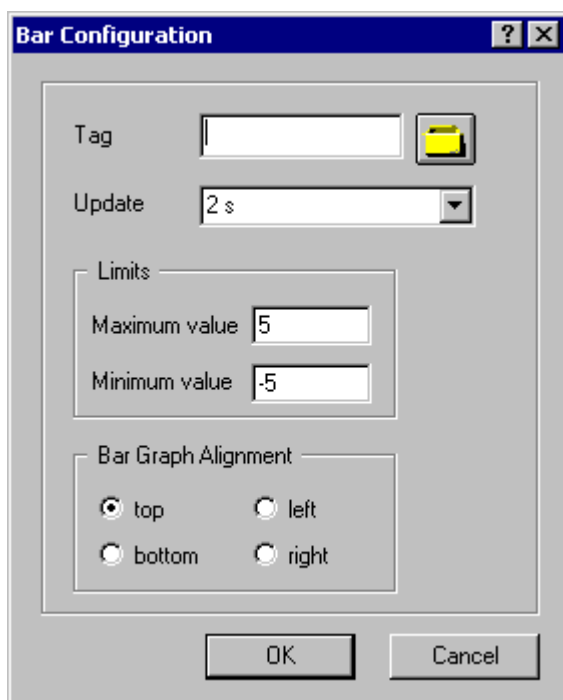 Bar Configuration
Tag
Update 2 s
Limits
Maximum value 5
Minimum value -5
Bar Graph Alignment
top left
bottom right
OK Cancel